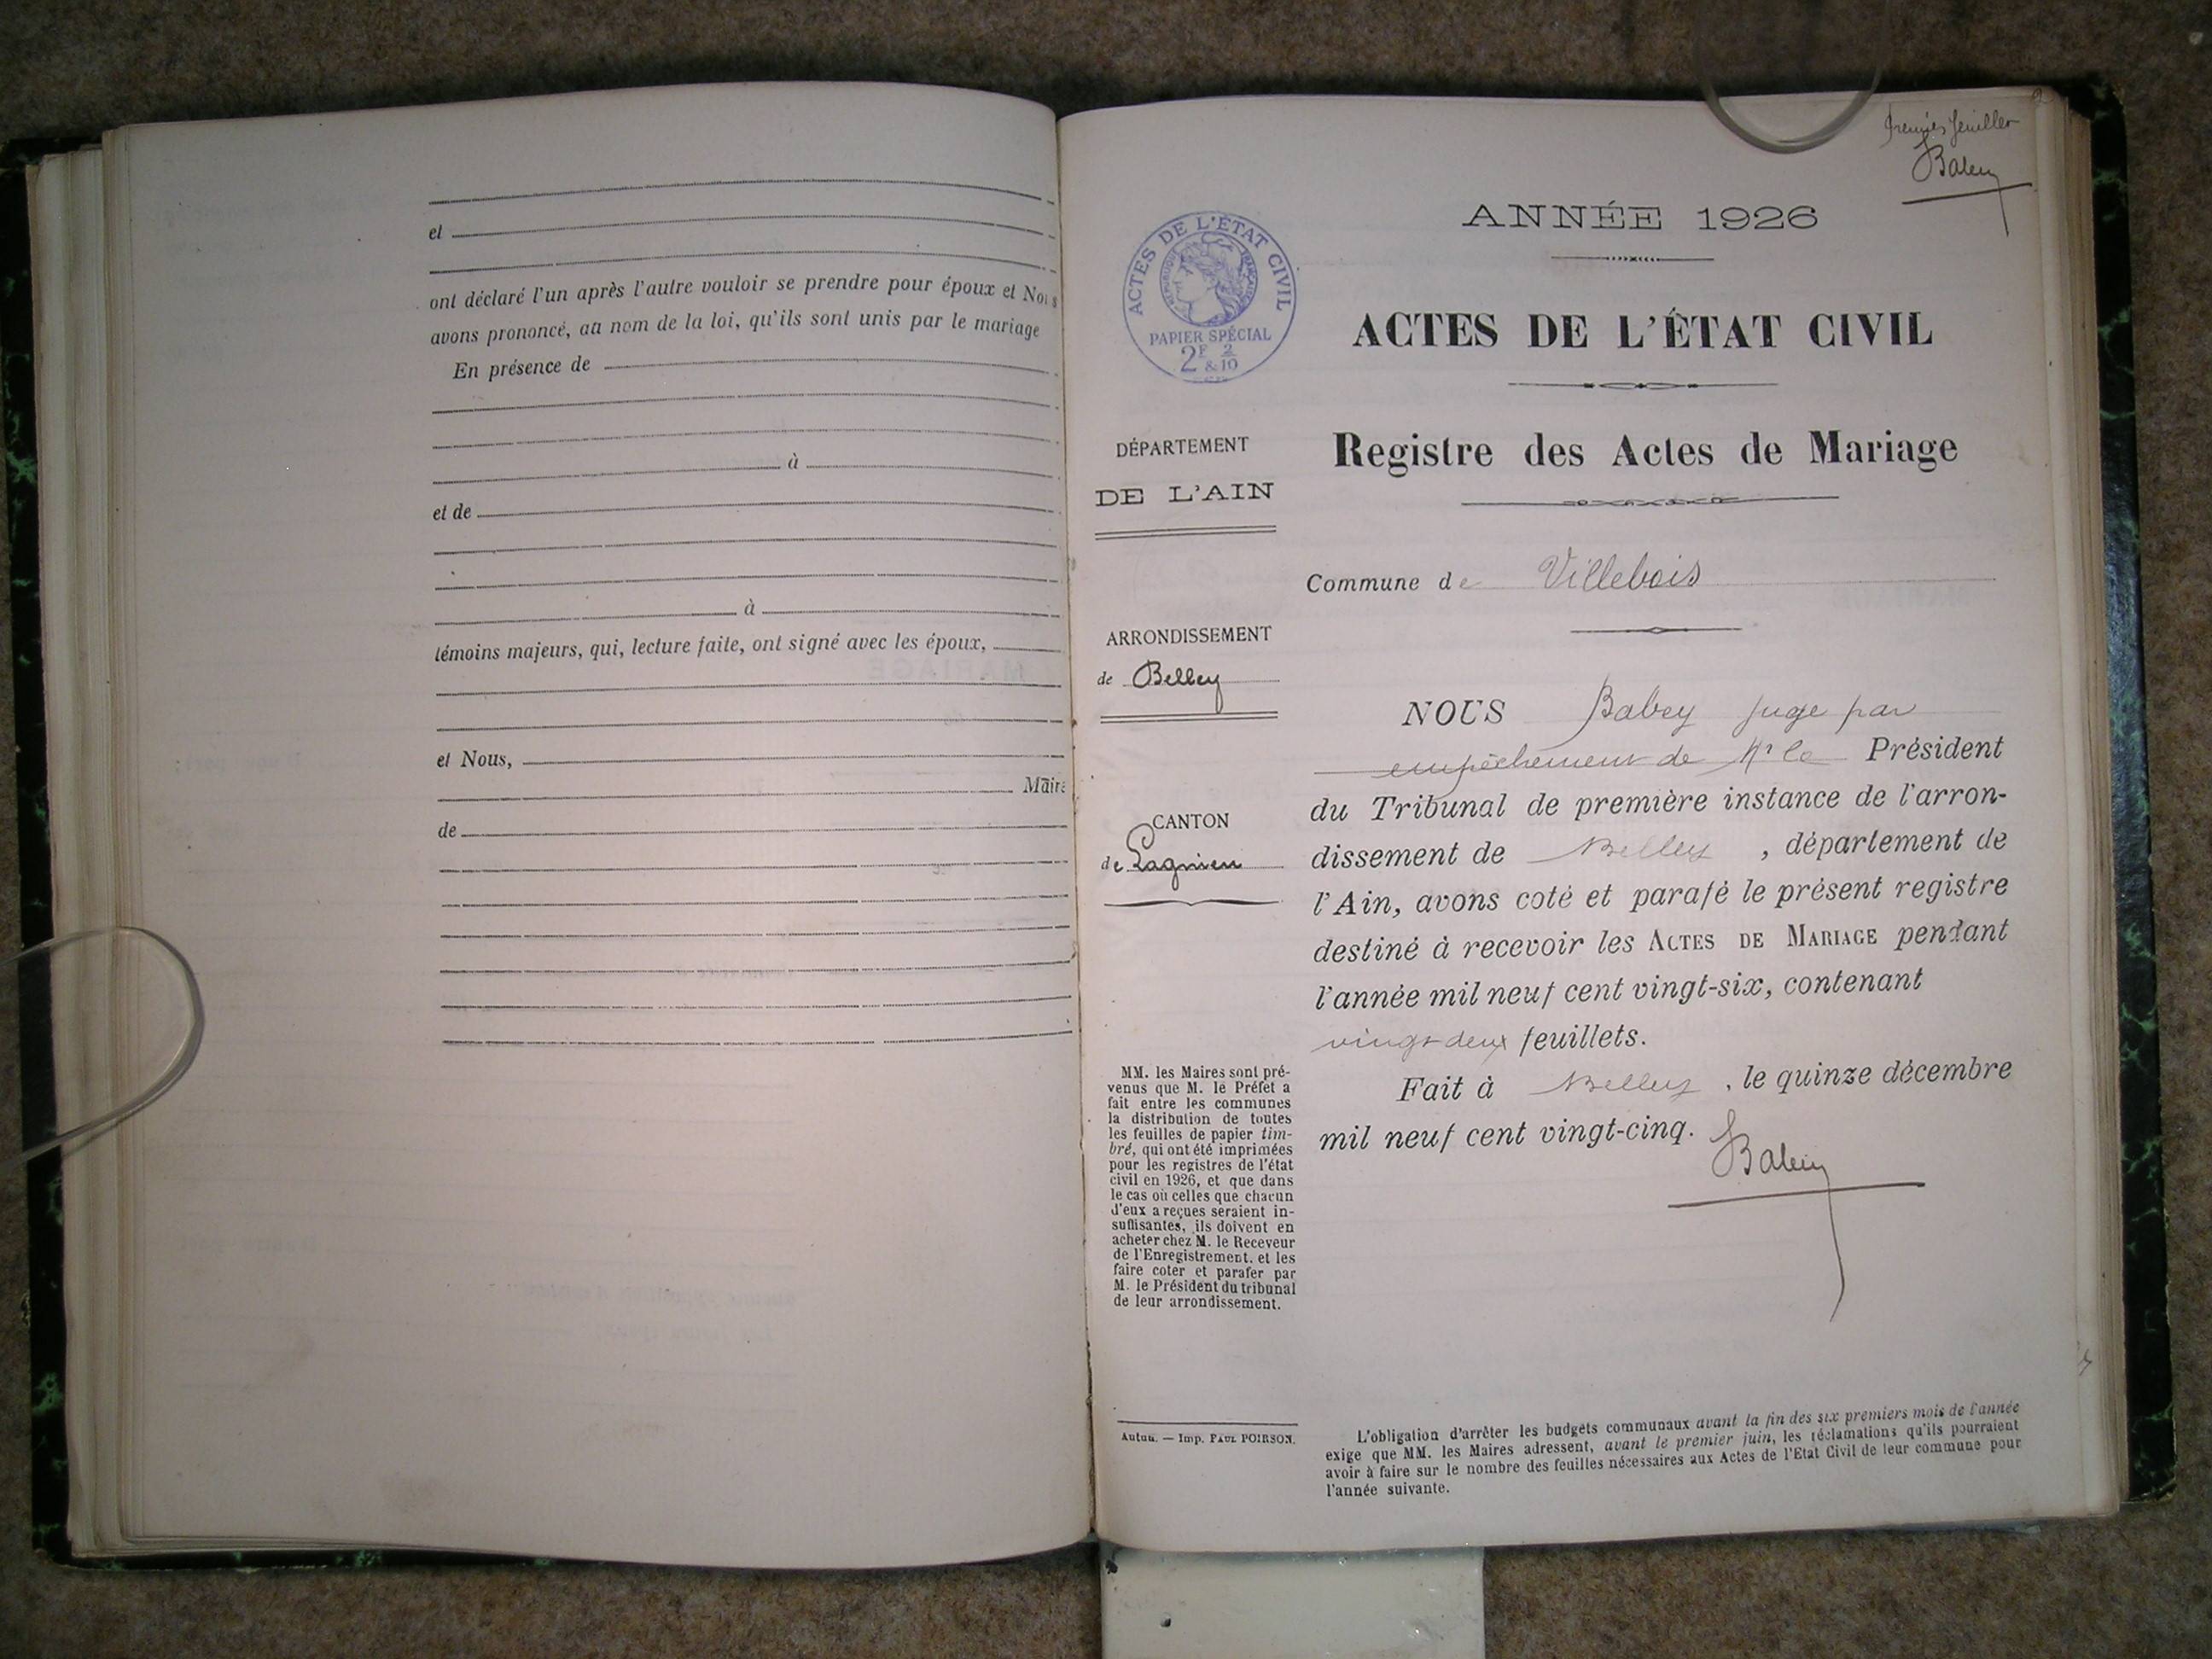 et
ont déclaré l'un après l'autre vouloir se prendre pour époux et Nous
avons prononcé, au nom de la loi, qu'ils sont unis par le mariage
En présence de
à
et de
à
témoins majeurs, qui, lecture faite, ont signé avec les époux,
et Nous,
Maire
de
Premier feuillet
Babey
ANNÉE 1926
ACTES DE L'ÉTAT CIVIL
RÉPUBLIQUE FRANÇAISE
PAPIER SPÉCIAL
2F 2
& 10
ACTES DE L'ÉTAT CIVIL
Registre des Actes de Mariage
DÉPARTEMENT
DE L'AIN
Commune de Villebois
ARRONDISSEMENT
de Belley
CANTON
de Lagnieu
NOUS Babey juge par
empêchement de Mr le Président
du Tribunal de première instance de l'arron-
dissement de Belley, département de
l'Ain, avons coté et parafé le présent registre
destiné à recevoir les ACTES DE MARIAGE pendant
l'année mil neuf cent vingt-six, contenant
vingt deux feuillets.
Fait à Belley, le quinze décembre
mil neuf cent vingt-cinq.
Babey
MM. les Maires sont pré-
venus que M. le Préfet a
fait entre les communes
la distribution de toutes
les feuilles de papier tim-
bré, qui ont été imprimées
pour les registres de l'état
civil en 1926, et que dans
le cas où celles que chacun
d'eux a reçues seraient in-
suffisantes, ils doivent en
acheter chez M. le Receveur
de l'Enregistrement. et les
faire coter et parafer par
M. le Président du tribunal
de leur arrondissement.
Autun. — Imp. PAUL POIRSON.
L'obligation d'arrêter les budgets communaux avant la fin des six premiers mois de l'année
exige que MM. les Maires adressent, avant le premier juin, les réclamations qu'ils pourraient
avoir à faire sur le nombre des feuilles nécessaires aux Actes de l'Etat Civil de leur commune pour
l'année suivante.